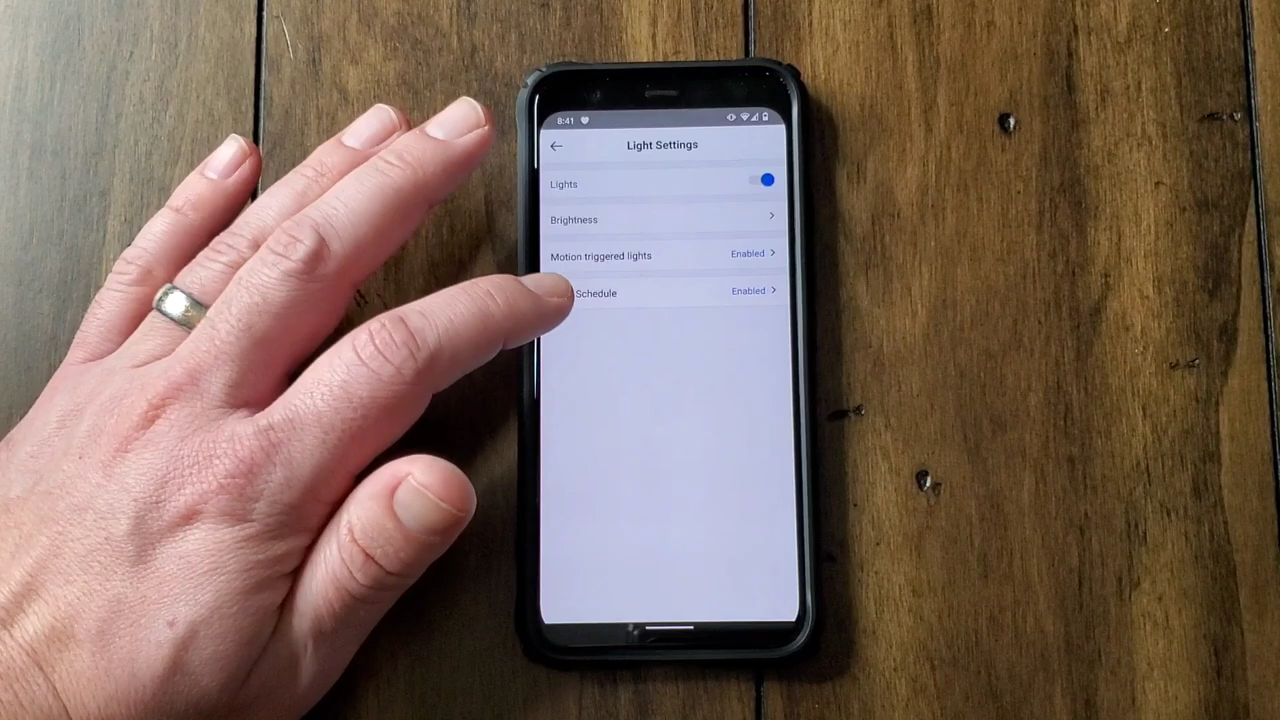 8:41
Light Settings
Lights
Brightness
Motion triggered lights Enabled
Schedule Enabled